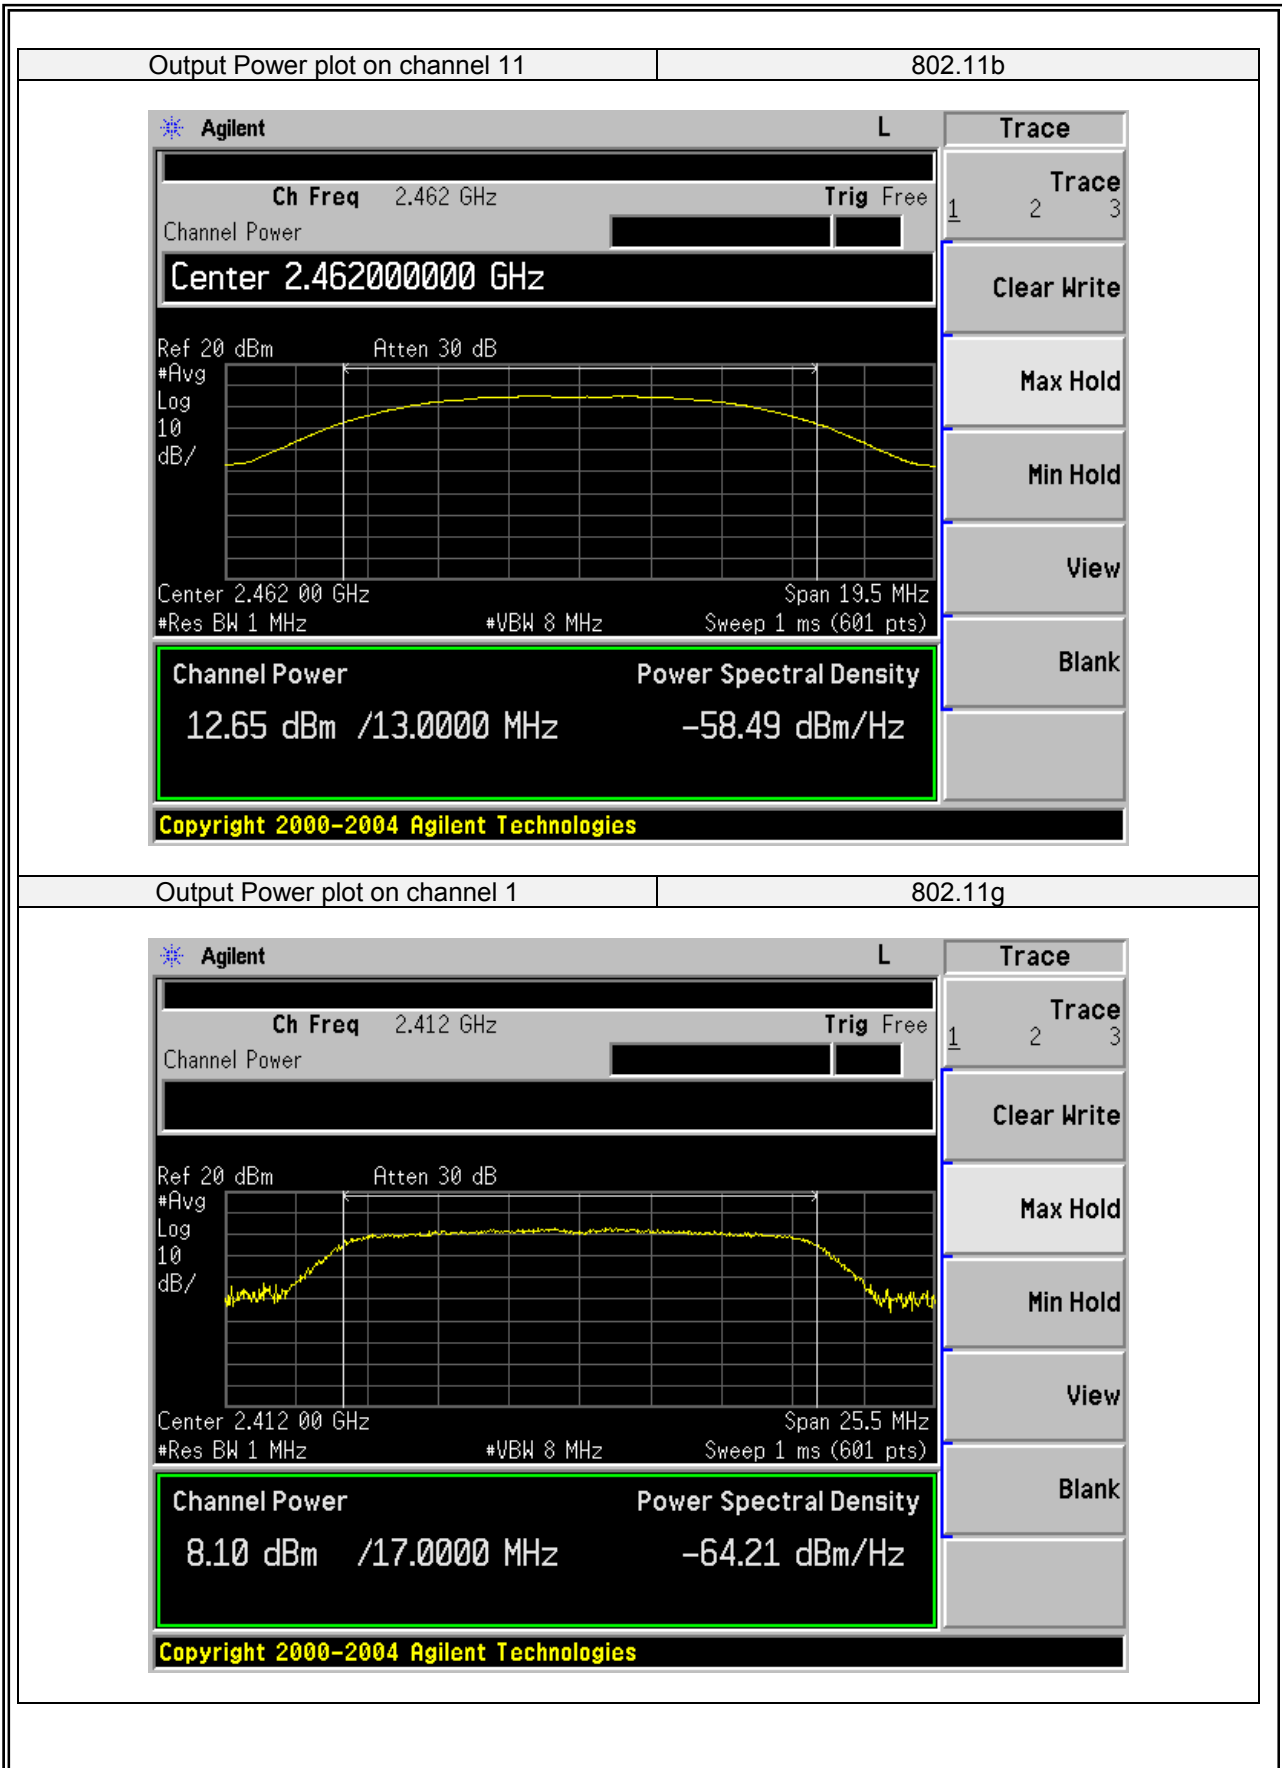 Output Power plot on channel 11 802.11b
Agilent L Trace
Ch Freq 2.462 GHz Trig Free
Channel Power
Center 2.462000000 GHz
Ref 20 dBm Atten 30 dB
#Avg
Log
10
dB/
Center 2.462 00 GHz Span 19.5 MHz
#Res BW 1 MHz #VBW 8 MHz Sweep 1 ms (601 pts)
Channel Power Power Spectral Density
12.65 dBm /13.0000 MHz -58.49 dBm/Hz
Copyright 2000-2004 Agilent Technologies
Trace
1 2 3
Clear Write
Max Hold
Min Hold
View
Blank
Output Power plot on channel 1 802.11g
Agilent L Trace
Ch Freq 2.412 GHz Trig Free
Channel Power
Ref 20 dBm Atten 30 dB
#Avg
Log
10
dB/
Center 2.412 00 GHz Span 25.5 MHz
#Res BW 1 MHz #VBW 8 MHz Sweep 1 ms (601 pts)
Channel Power Power Spectral Density
8.10 dBm /17.0000 MHz -64.21 dBm/Hz
Copyright 2000-2004 Agilent Technologies
Trace
1 2 3
Clear Write
Max Hold
Min Hold
View
Blank